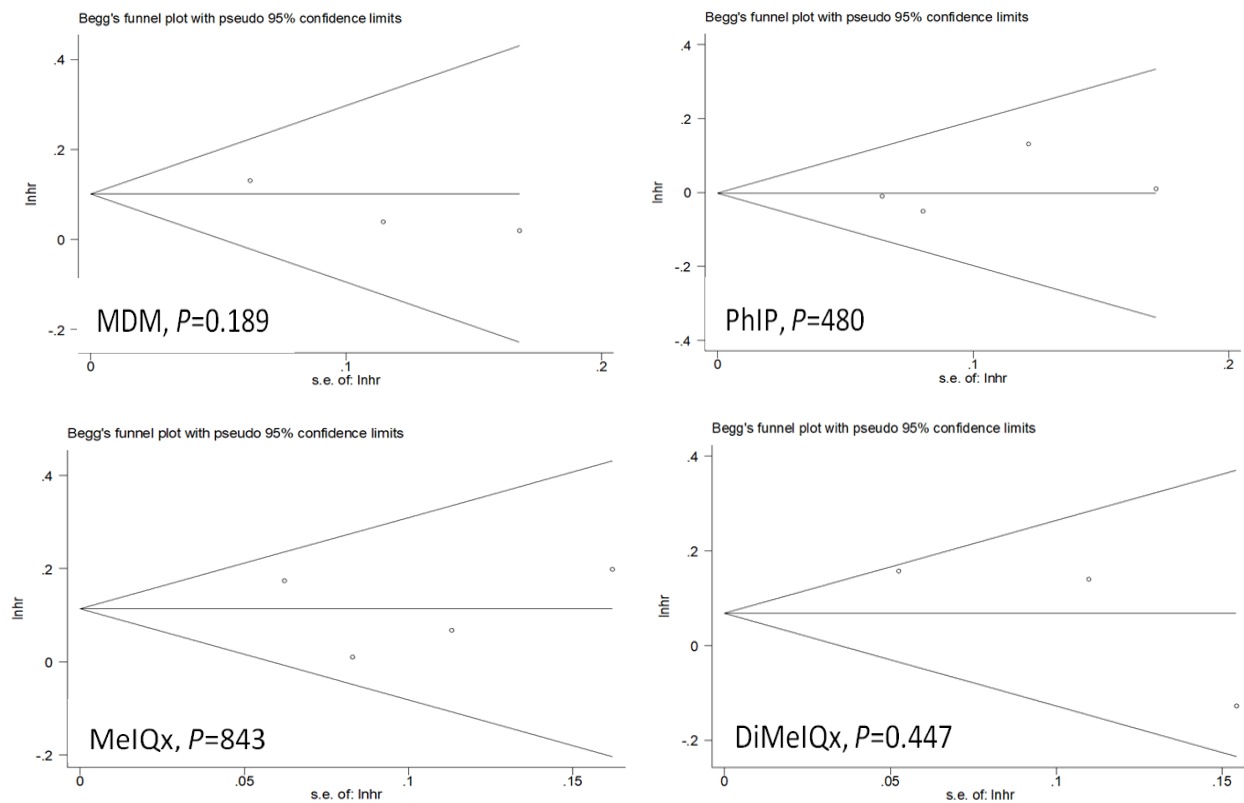 Begg's funnel plot with pseudo 95% confidence limits
.4
.2
0
-.2
lnhr
MDM, P=0.189
0
.1
.2
s.e. of: lnhr
Begg's funnel plot with pseudo 95% confidence limits
.4
.2
0
-.2
-.4
lnhr
PhIP, P=480
0
.1
.2
s.e. of: lnhr
Begg's funnel plot with pseudo 95% confidence limits
.4
.2
0
-.2
lnhr
MeIQx, P=843
0
.05
.1
.15
s.e. of: lnhr
Begg's funnel plot with pseudo 95% confidence limits
.4
.2
0
-.2
lnhr
DiMeIQx, P=0.447
0
.05
.1
.15
s.e. of: lnhr